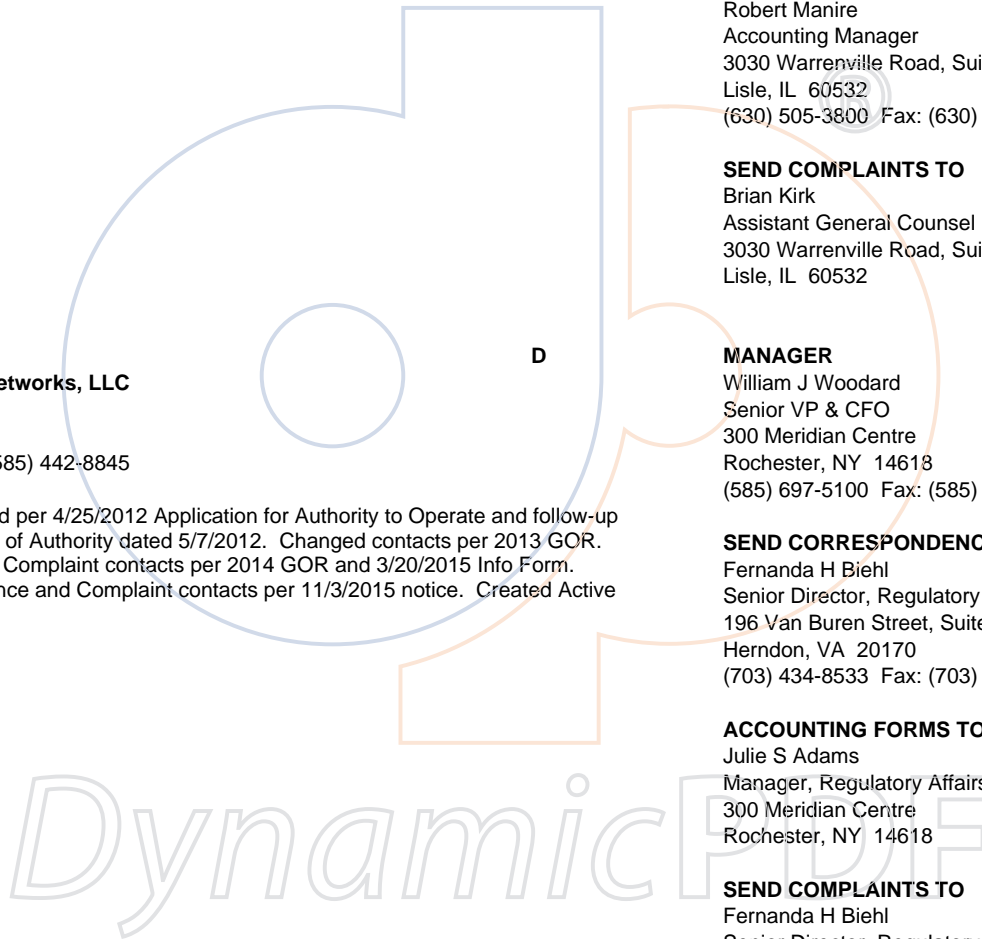 Robert Manire
Accounting Manager
3030 Warrenville Road, Sui
Lisle, IL 60532
(630) 505-3800 Fax: (630)
SEND COMPLAINTS TO
Brian Kirk
Assistant General Counsel
3030 Warrenville Road, Sui
Lisle, IL 60532
D
etworks, LLC
585) 442-8845
d per 4/25/2012 Application for Authority to Operate and follow-up
of Authority dated 5/7/2012. Changed contacts per 2013 GOR.
Complaint contacts per 2014 GOR and 3/20/2015 Info Form.
nce and Complaint contacts per 11/3/2015 notice. Created Active
MANAGER
William J Woodard
Senior VP & CFO
300 Meridian Centre
Rochester, NY 14618
(585) 697-5100 Fax: (585)
SEND CORRESPONDENC
Fernanda H Biehl
Senior Director, Regulatory
196 Van Buren Street, Suite
Herndon, VA 20170
(703) 434-8533 Fax: (703)
ACCOUNTING FORMS TO
Julie S Adams
Manager, Regulatory Affairs
300 Meridian Centre
Rochester, NY 14618
SEND COMPLAINTS TO
Fernanda H Biehl
Senior Director, Regulatory
DynamicPDF
®